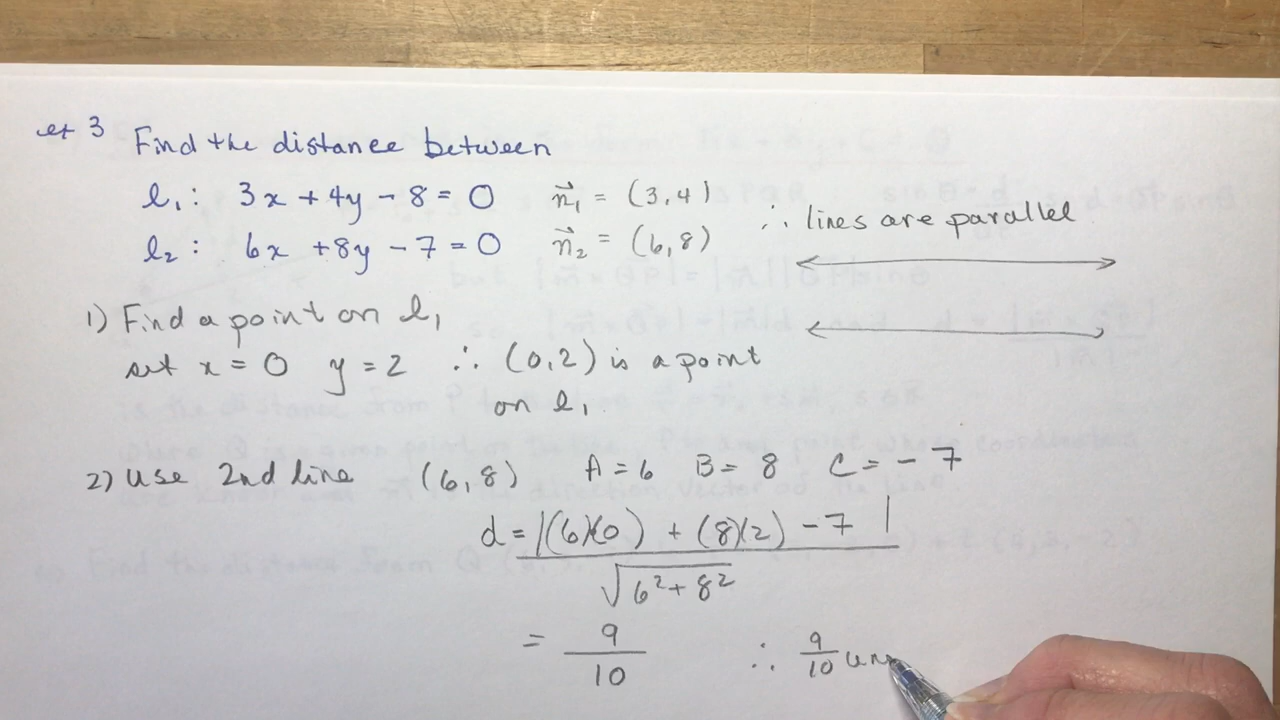 ex 3 Find the distance between
l₁: 3x + 4y − 8 = 0 n⃗₁ = (3,4)
∴ lines are parallel
l₂: 6x + 8y − 7 = 0 n⃗₂ = (6,8)
1) Find a point on l₁
set x = 0 y = 2 ∴ (0,2) is a point
on l₁.
2) Use 2nd line (6,8) A = 6 B = 8 C = −7
d = |(6)(0) + (8)(2) − 7|
√6² + 8²
= 9/10 ∴ 9/10 un